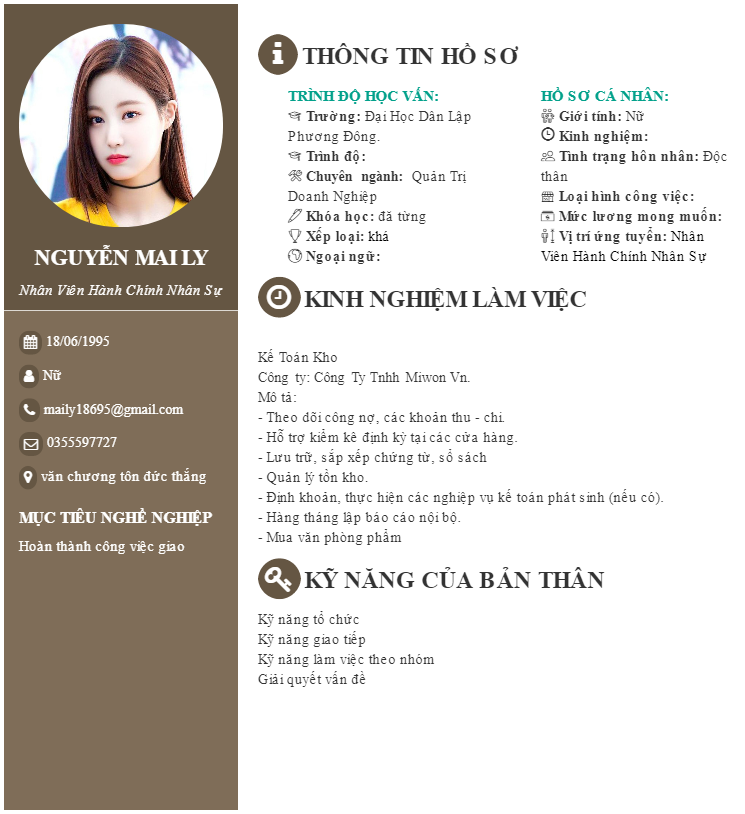 NGUYỄN MAI LY
Nhân Viên Hành Chính Nhân Sự
18/06/1995
Nữ
maily18695@gmail.com
0355597727
văn chương tôn đức thắng
MỤC TIÊU NGHỀ NGHIỆP
Hoàn thành công việc giao
THÔNG TIN HỒ SƠ
TRÌNH ĐỘ HỌC VẤN:
Trường: Đại Học Dân Lập
Phương Đông.
Trình độ:
Chuyên ngành: Quản Trị
Doanh Nghiệp
Khóa học: đã từng
Xếp loại: khá
Ngoại ngữ:
HỒ SƠ CÁ NHÂN:
Giới tính: Nữ
Kinh nghiệm:
Tình trạng hôn nhân: Độc
thân
Loại hình công việc:
Mức lương mong muốn:
Vị trí ứng tuyển: Nhân
Viên Hành Chính Nhân Sự
KINH NGHIỆM LÀM VIỆC
Kế Toán Kho
Công ty: Công Ty Tnhh Miwon Vn.
Mô tả:
- Theo dõi công nợ, các khoản thu - chi.
- Hỗ trợ kiểm kê định kỳ tại các cửa hàng.
- Lưu trữ, sắp xếp chứng từ, sổ sách
- Quản lý tồn kho.
- Định khoản, thực hiện các nghiệp vụ kế toán phát sinh (nếu có).
- Hàng tháng lập báo cáo nội bộ.
- Mua văn phòng phẩm
KỸ NĂNG CỦA BẢN THÂN
Kỹ năng tổ chức
Kỹ năng giao tiếp
Kỹ năng làm việc theo nhóm
Giải quyết vấn đề